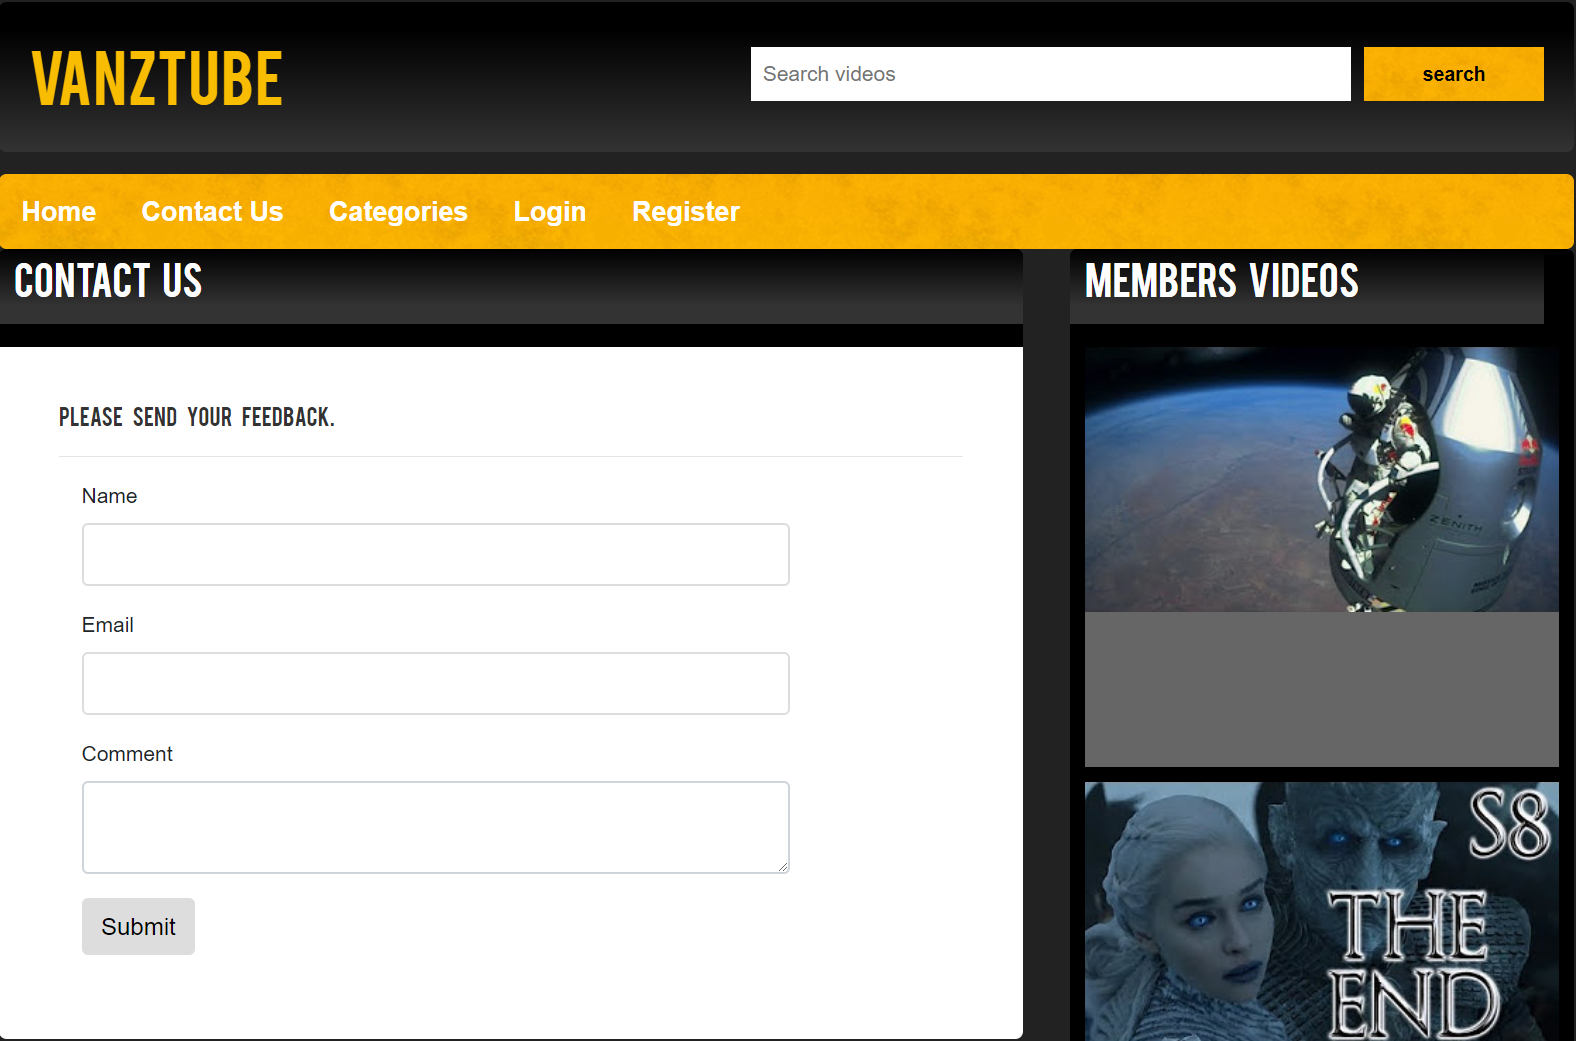 VANZTUBE
Search videos
search
Home Contact Us Categories Login Register
CONTACT US
MEMBERS VIDEOS
PLEASE SEND YOUR FEEDBACK.
Name
Email
Comment
Submit
ZENITH
S8
THE
END